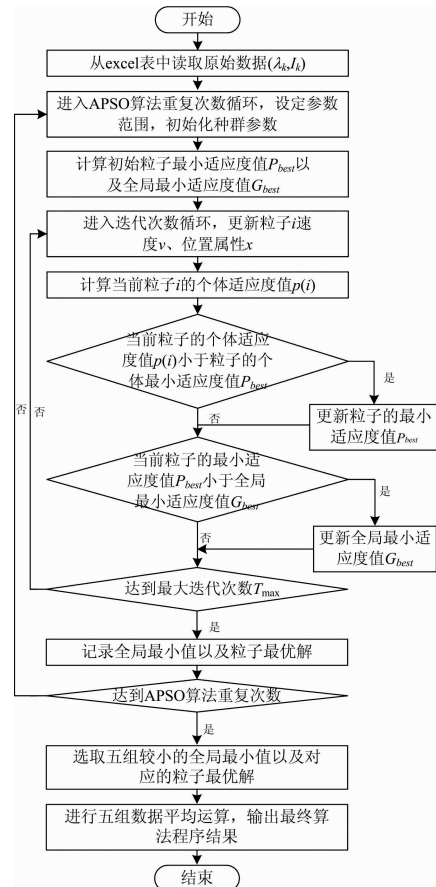 开始
从excel表中读取原始数据(λk,Ik)
进入APSO算法重复次数循环，设定参数
范围，初始化种群参数
计算初始粒子最小适应度值Pbest以
及全局最小适应度值Gbest
进入迭代次数循环，更新粒子i速
度v、位置属性x
计算当前粒子i的个体适应度值p(i)
当前粒子的个体适应
度值p(i)小于粒子的个
体最小适应度值Pbest
是
否
更新粒子的最小
适应度值Pbest
当前粒子的最小适
应度值Pbest小于全局
最小适应度值Gbest
是
否
更新全局最小适
应度值Gbest
达到最大迭代次数Tmax
否
否
是
记录全局最小值以及粒子最优解
达到APSO算法重复次数
是
选取五组较小的全局最小值以及对
应的粒子最优解
进行五组数据平均运算，输出最终算
法程序结果
结束